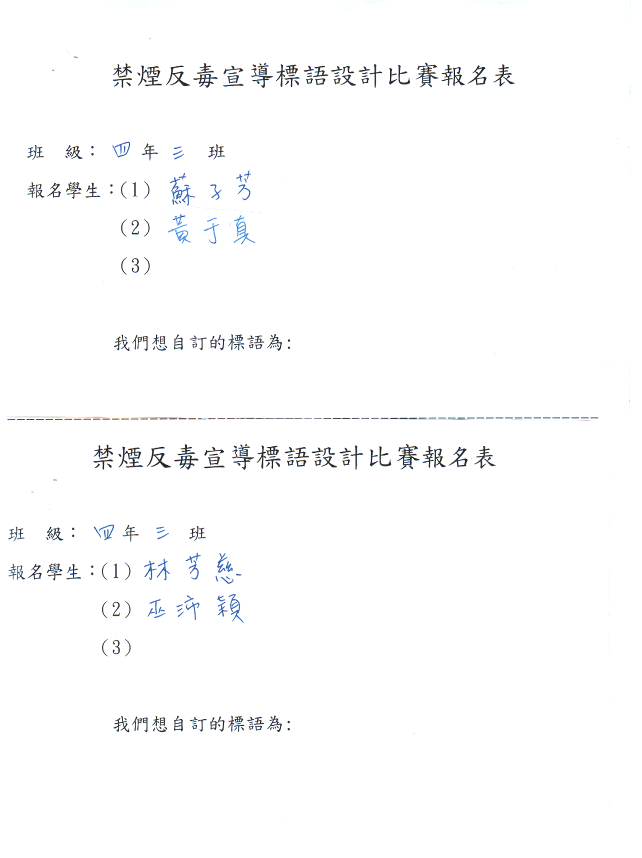 禁煙反毒宣導標語設計比賽報名表
班 級： 四 年 三 班
報名學生：(1) 蘇子芳
(2) 黃于真
(3)
我們想自訂的標語為:
禁煙反毒宣導標語設計比賽報名表
班 級： 四 年 三 班
報名學生：(1) 林芳慈
(2) 巫沛穎
(3)
我們想自訂的標語為: